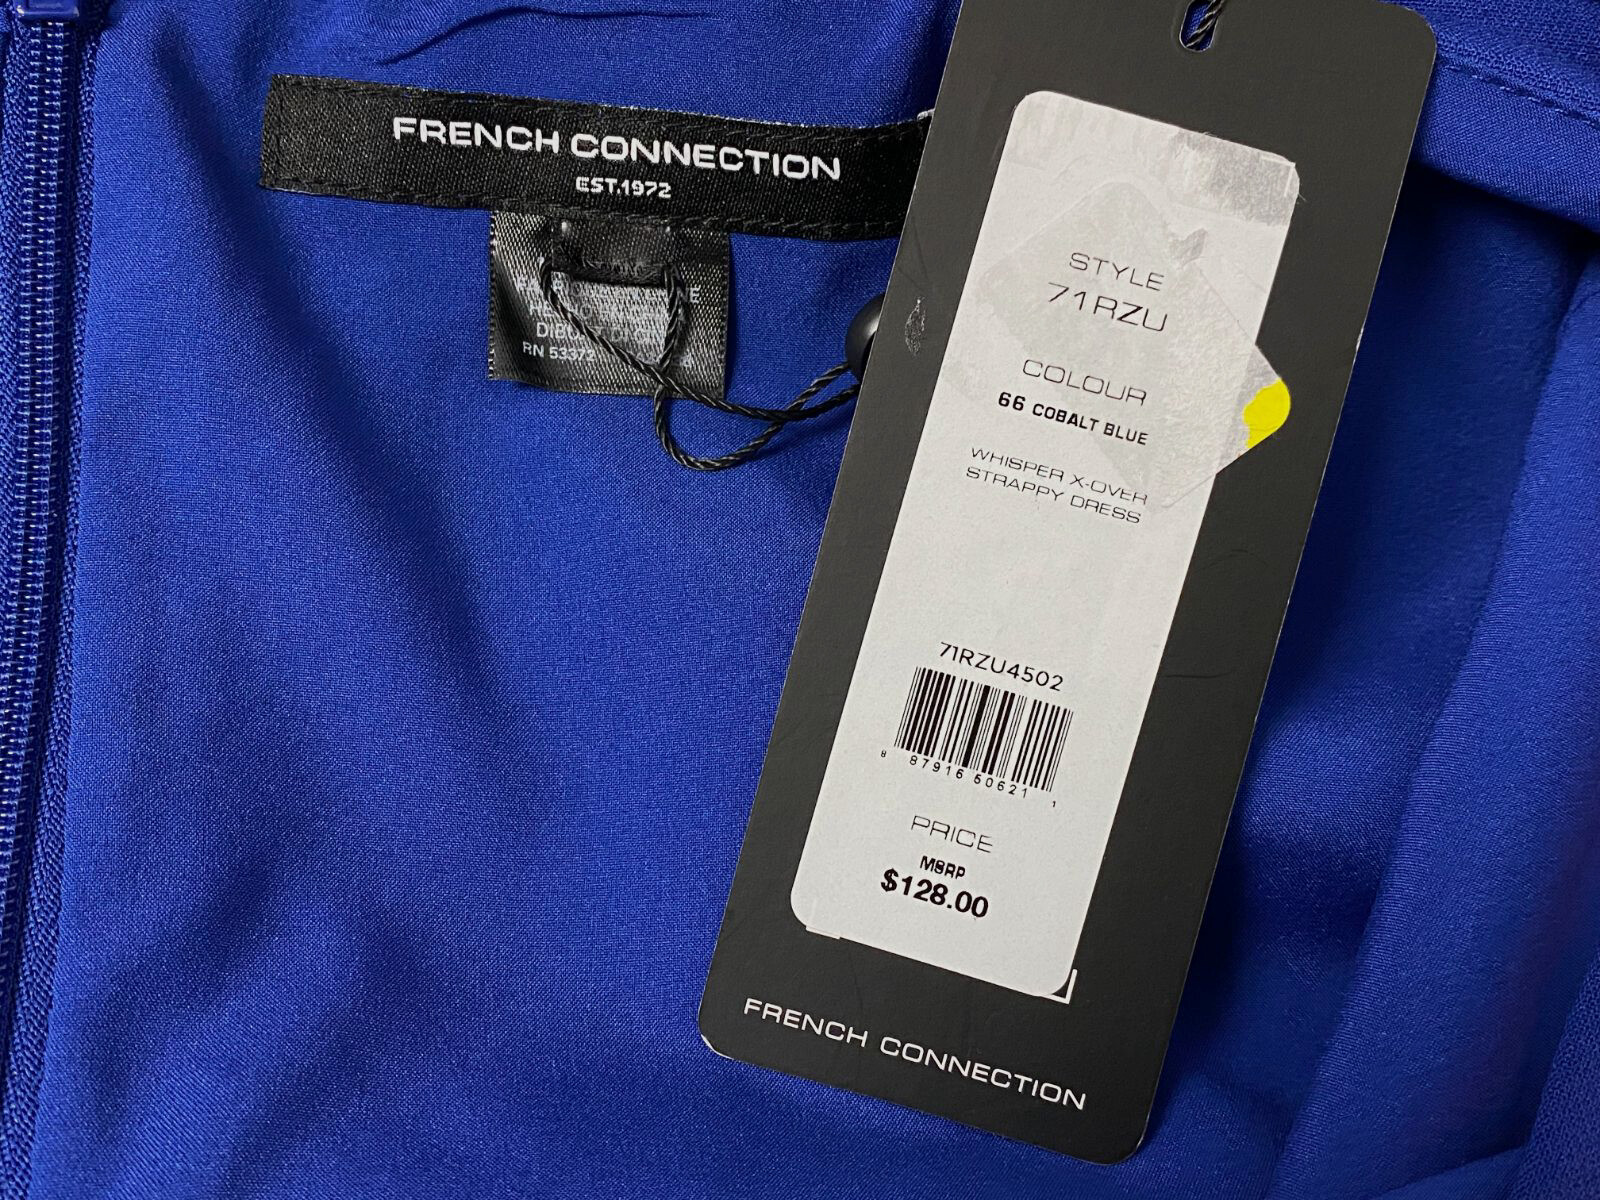 FRENCH CONNECTION
EST.1972
RN 53372
STYLE
71RZU
COLOUR
66 COBALT BLUE
WHISPER X-OVER
STRAPPY DRESS
71RZU4502
8 87916 50621 1
PRICE
MSRP
$128.00
FRENCH CONNECTION